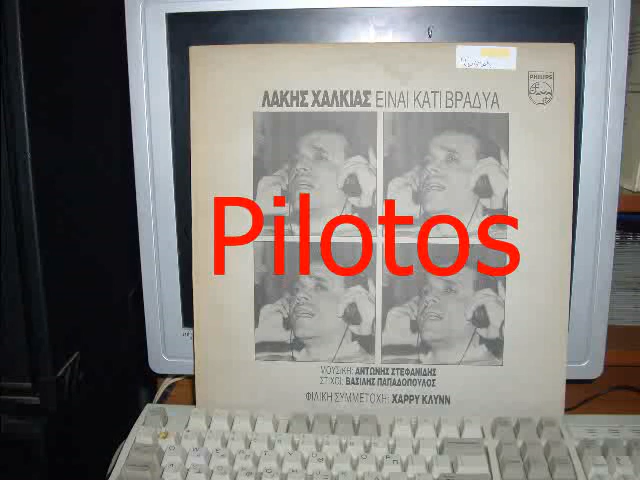 PHILIPS
ΛΑΚΗΣ ΧΑΛΚΙΑΣ ΕΙΝΑΙ ΚΑΤΙ ΒΡΑΔΥΑ
Pilotos
ΜΟΥΣΙΚΗ: ΑΝΤΩΝΗΣ ΣΤΕΦΑΝΙΔΗΣ
ΣΤΙΧΟΙ: ΒΑΣΙΛΗΣ ΠΑΠΑΔΟΠΟΥΛΟΣ
ΦΙΛΙΚΗ ΣΥΜΜΕΤΟΧΗ: ΧΑΡΡΥ ΚΛΥΝΝ